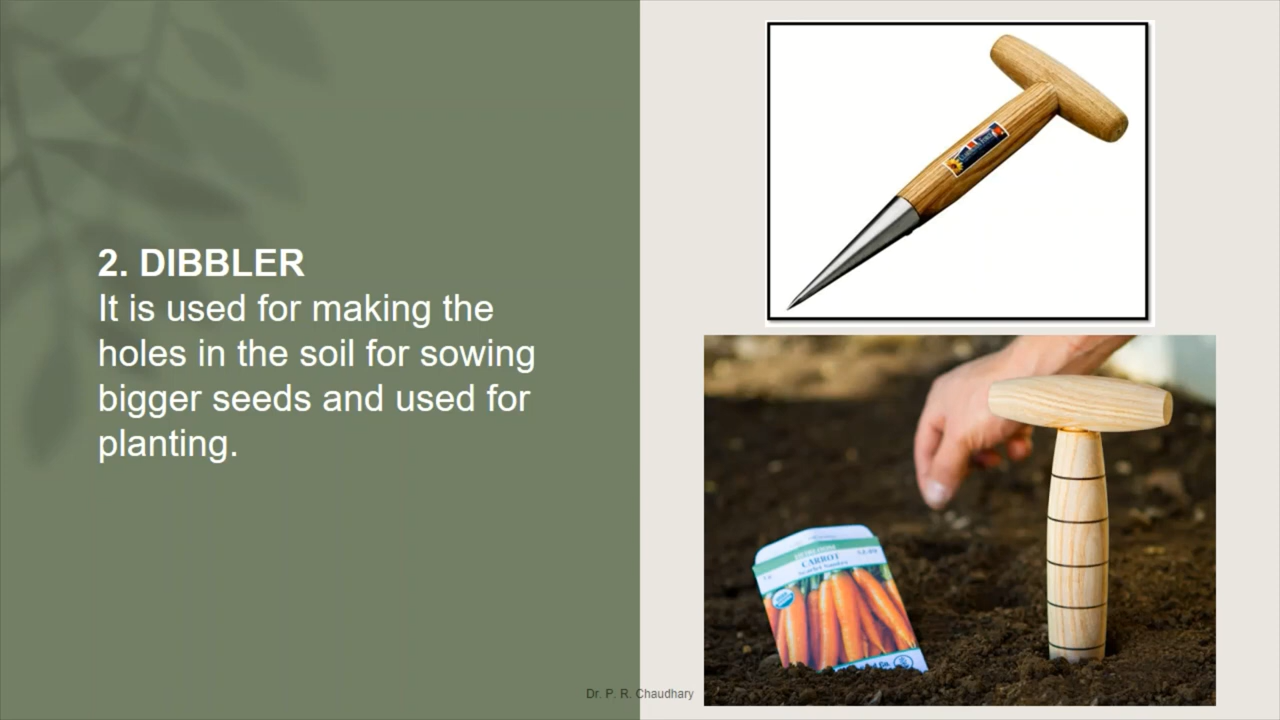 2. DIBBLER
It is used for making the
holes in the soil for sowing
bigger seeds and used for
planting.
CARROT
Dr. P. R. Chaudhary